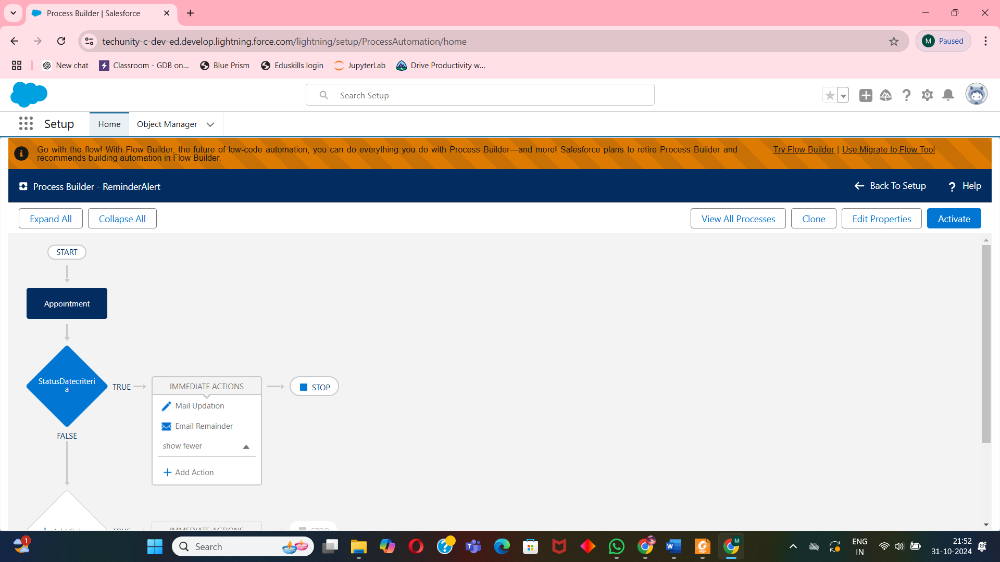 Process Builder | Salesforce
techunity-c-dev-ed.develop.lightning.force.com/lightning/setup/ProcessAutomation/home
M Paused
New chat
Classroom - GDB on...
Blue Prism
Eduskills login
JupyterLab
Drive Productivity w...
Search Setup
Setup
Home
Object Manager
Go with the flow! With Flow Builder, the future of low-code automation, you can do everything you do with Process Builder—and more! Salesforce plans to retire Process Builder and
recommends building automation in Flow Builder.
Try Flow Builder | Use Migrate to Flow Tool
Process Builder - ReminderAlert
Back To Setup
? Help
Expand All
Collapse All
View All Processes
Clone
Edit Properties
Activate
START
Appointment
StatusDatecriteri
a
TRUE
IMMEDIATE ACTIONS
STOP
Mail Updation
Email Remainder
show fewer
+ Add Action
FALSE
TRUE
IMMEDIATE ACTIONS
STOP
1
Search
M
ENG
IN
21:52
31-10-2024